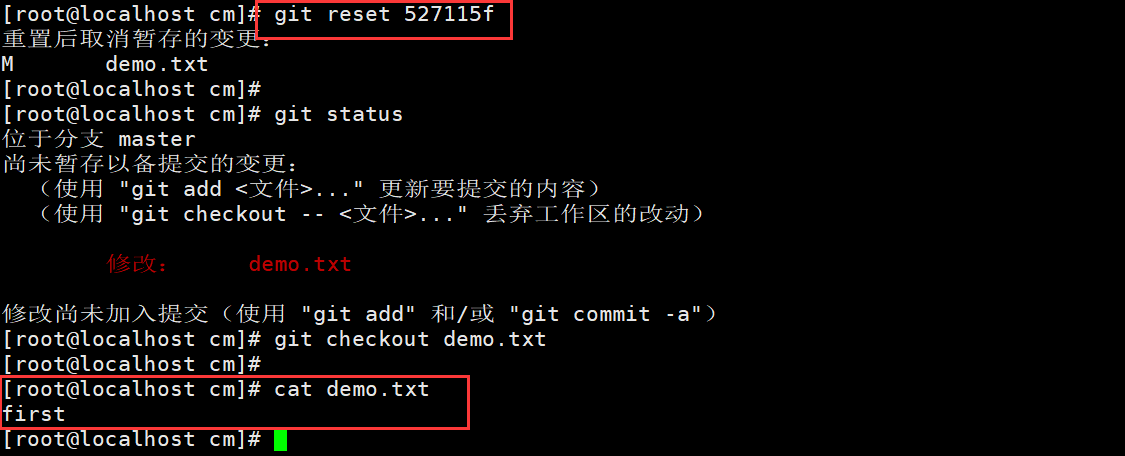 [root@localhost cm]# git reset 527115f
重置后取消暂存的变更：
M       demo.txt
[root@localhost cm]#
[root@localhost cm]# git status
位于分支 master
尚未暂存以备提交的变更：
  （使用 "git add <文件>..." 更新要提交的内容）
  （使用 "git checkout -- <文件>..." 丢弃工作区的改动）
        修改：      demo.txt
修改尚未加入提交（使用 "git add" 和/或 "git commit -a"）
[root@localhost cm]# git checkout demo.txt
[root@localhost cm]#
[root@localhost cm]# cat demo.txt
first
[root@localhost cm]#